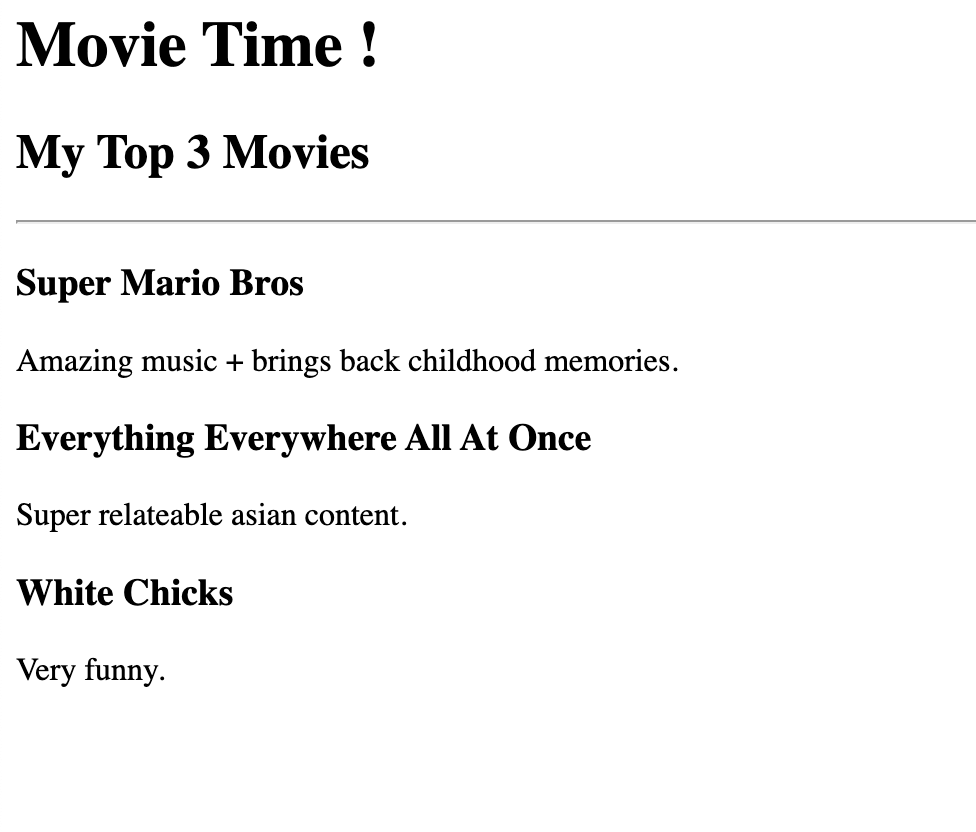 Movie Time !
My Top 3 Movies
Super Mario Bros
Amazing music + brings back childhood memories.
Everything Everywhere All At Once
Super relateable asian content.
White Chicks
Very funny.